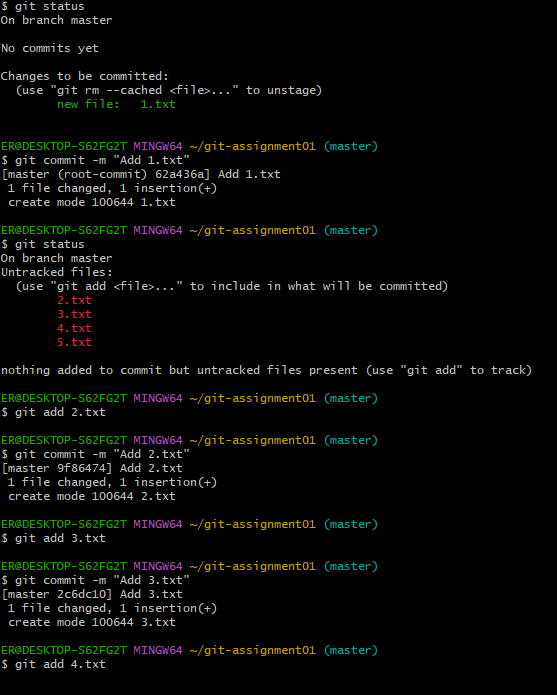 $ git status
On branch master
No commits yet
Changes to be committed:
  (use "git rm --cached <file>..." to unstage)
        new file:   1.txt
ER@DESKTOP-S62FG2T MINGW64 ~/git-assignment01 (master)
$ git commit -m "Add 1.txt"
[master (root-commit) 62a436a] Add 1.txt
 1 file changed, 1 insertion(+)
 create mode 100644 1.txt
ER@DESKTOP-S62FG2T MINGW64 ~/git-assignment01 (master)
$ git status
On branch master
Untracked files:
  (use "git add <file>..." to include in what will be committed)
        2.txt
        3.txt
        4.txt
        5.txt
nothing added to commit but untracked files present (use "git add" to track)
ER@DESKTOP-S62FG2T MINGW64 ~/git-assignment01 (master)
$ git add 2.txt
ER@DESKTOP-S62FG2T MINGW64 ~/git-assignment01 (master)
$ git commit -m "Add 2.txt"
[master 9f86474] Add 2.txt
 1 file changed, 1 insertion(+)
 create mode 100644 2.txt
ER@DESKTOP-S62FG2T MINGW64 ~/git-assignment01 (master)
$ git add 3.txt
ER@DESKTOP-S62FG2T MINGW64 ~/git-assignment01 (master)
$ git commit -m "Add 3.txt"
[master 2c6dc10] Add 3.txt
 1 file changed, 1 insertion(+)
 create mode 100644 3.txt
ER@DESKTOP-S62FG2T MINGW64 ~/git-assignment01 (master)
$ git add 4.txt